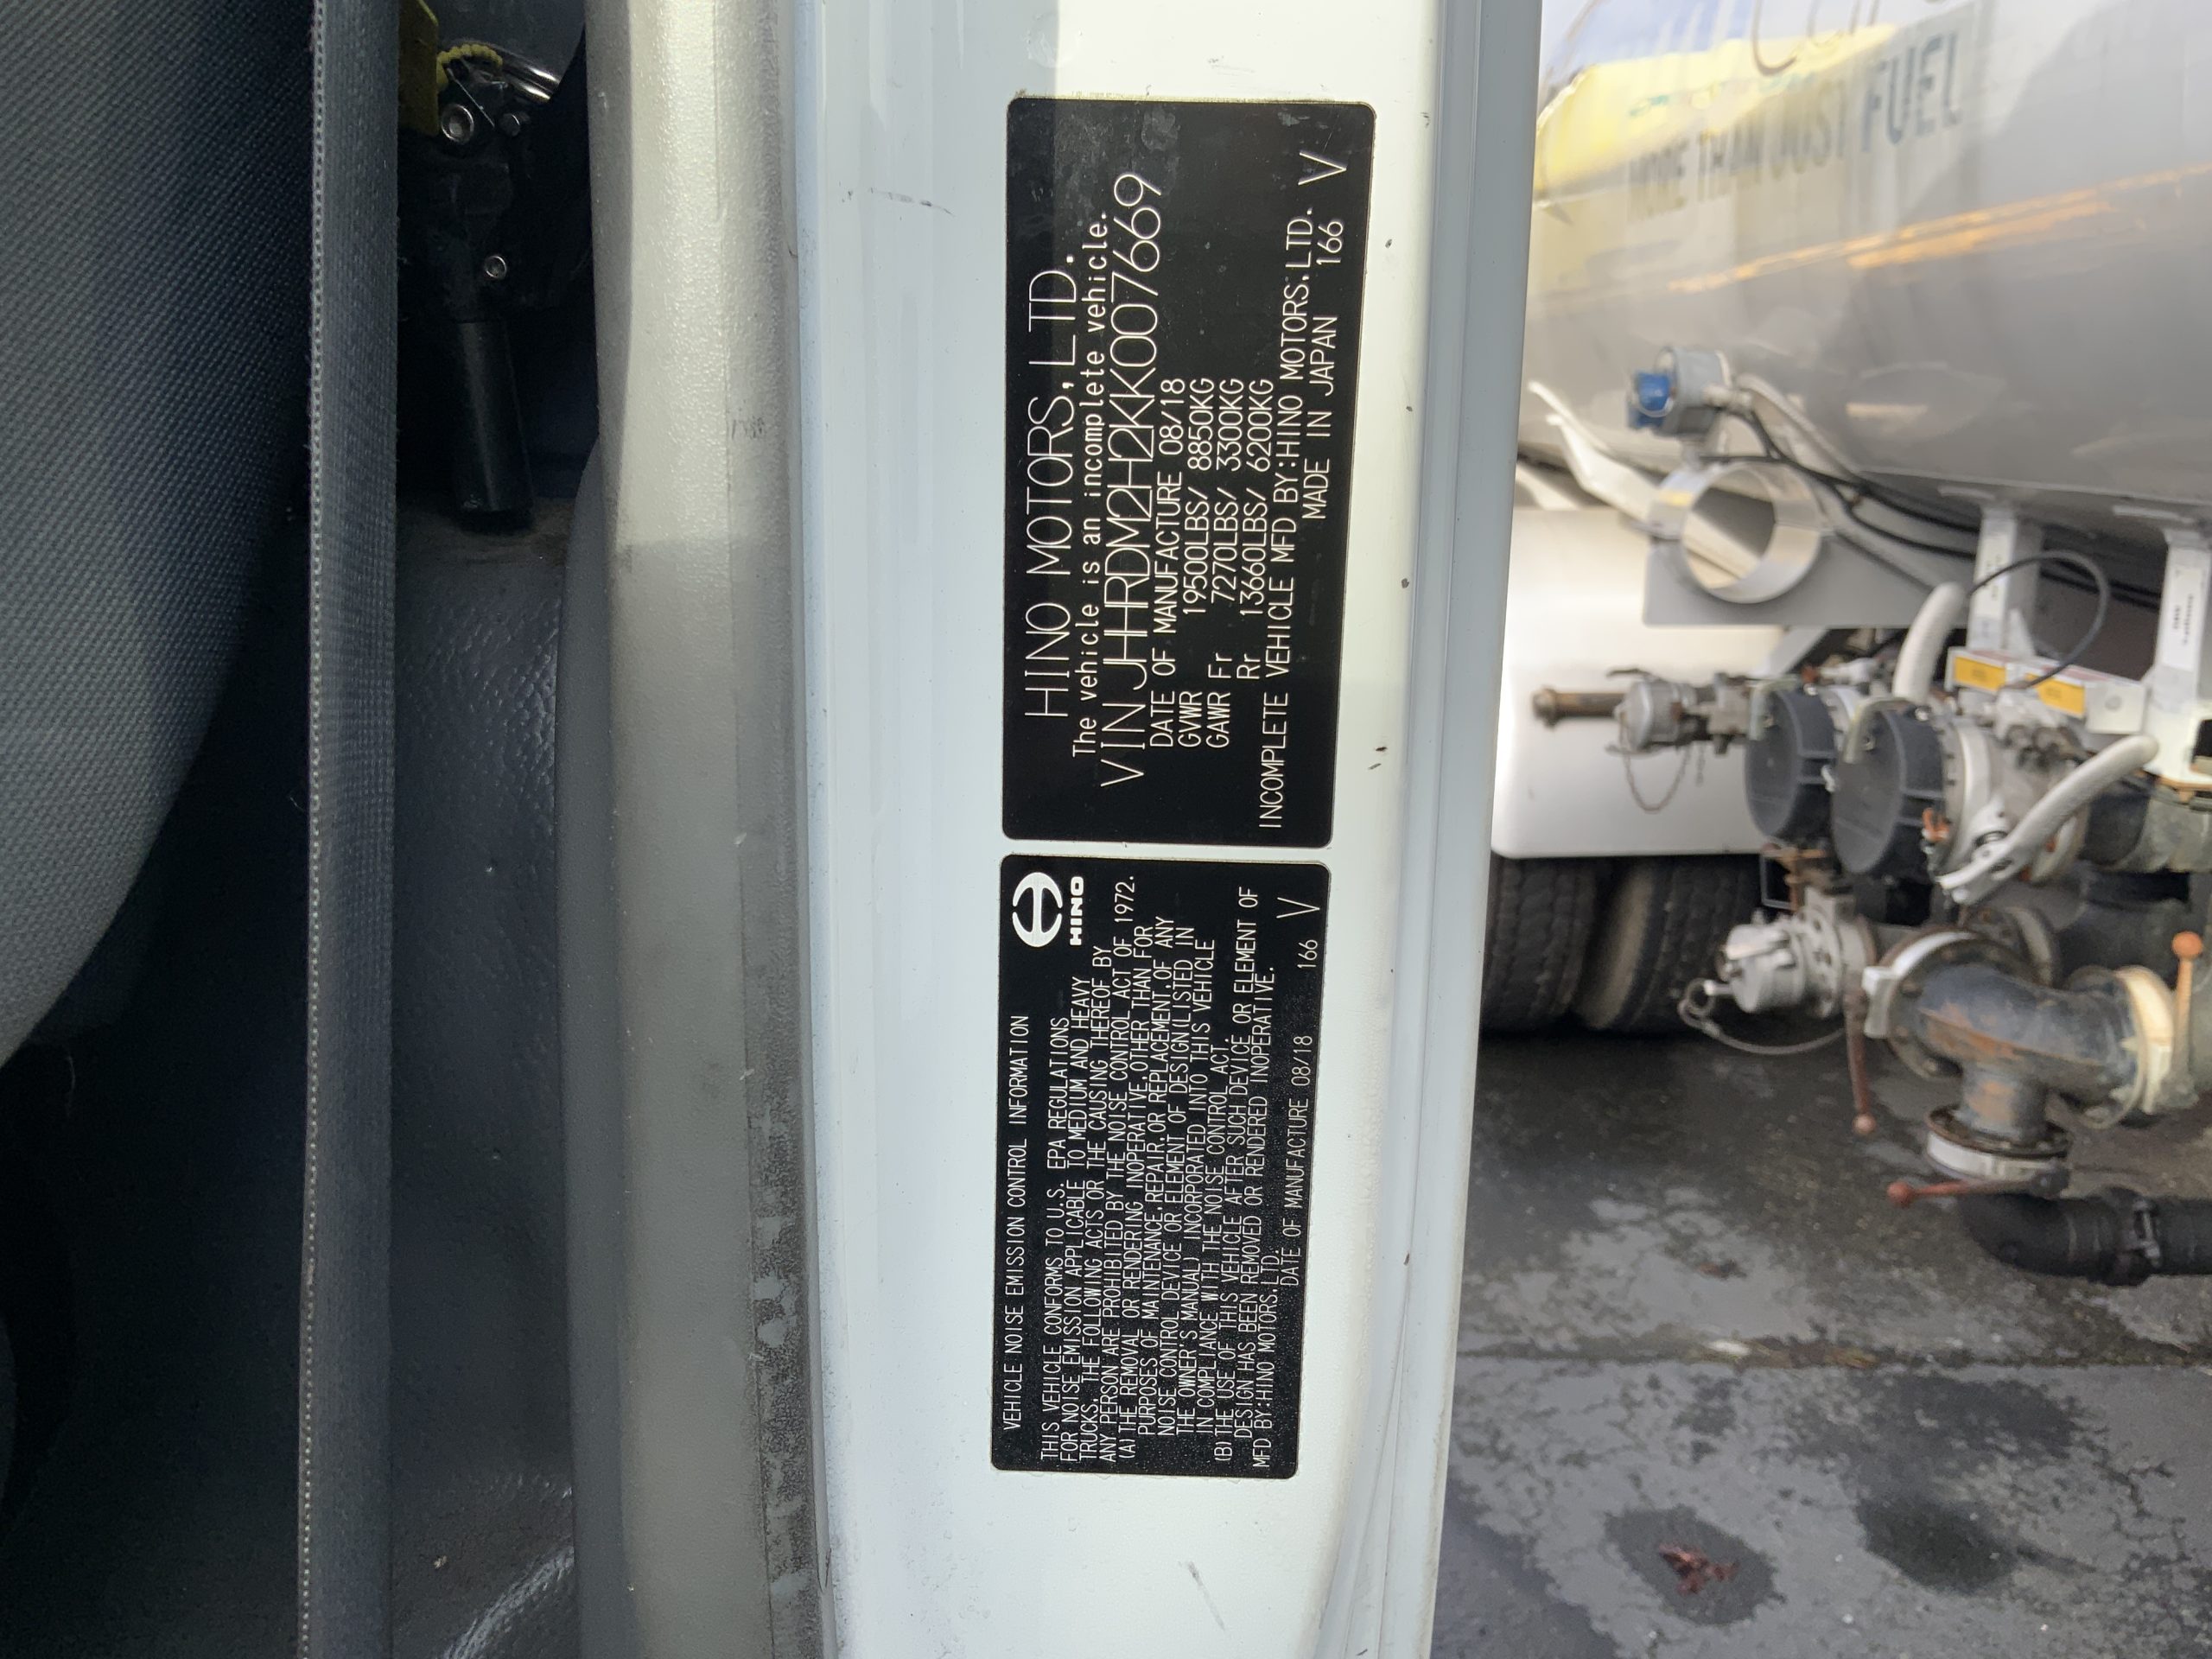 HINO MOTORS,LTD.
The vehicle is an incomplete vehicle.
VIN JHHRDM2H2KK007669
DATE OF MANUFACTURE 08/18
GVWR 19500LBS/ 8850KG
GAWR Fr 7270LBS/ 3300KG
Rr 13660LBS/ 6200KG
INCOMPLETE VEHICLE MFD BY:HINO MOTORS,LTD.
MADE IN JAPAN 166 V
HINO
VEHICLE NOISE EMISSION CONTROL INFORMATION
THIS VEHICLE CONFORMS TO U.S. EPA REGULATIONS
FOR NOISE EMISSION APPLICABLE TO MEDIUM AND HEAVY
TRUCKS. THE FOLLOWING ACTS OR THE CAUSING THEREOF BY
ANY PERSON ARE PROHIBITED BY THE NOISE CONTROL ACT OF 1972.
(A) THE REMOVAL OR RENDERING INOPERATIVE, OTHER THAN FOR
PURPOSES OF MAINTENANCE,REPAIR,OR REPLACEMENT,OF ANY
NOISE CONTROL DEVICE OR ELEMENT OF DESIGN(LISTED IN
THE OWNER'S MANUAL) INCORPORATED INTO THIS VEHICLE
IN COMPLIANCE WITH THE NOISE CONTROL ACT.
(B) THE USE OF THIS VEHICLE AFTER SUCH DEVICE OR ELEMENT OF
DESIGN HAS BEEN REMOVED OR RENDERED INOPERATIVE.
MFD BY:HINO MOTORS,LTD.
DATE OF MANUFACTURE 08/18 166 V
MORE THAN JUST FUEL